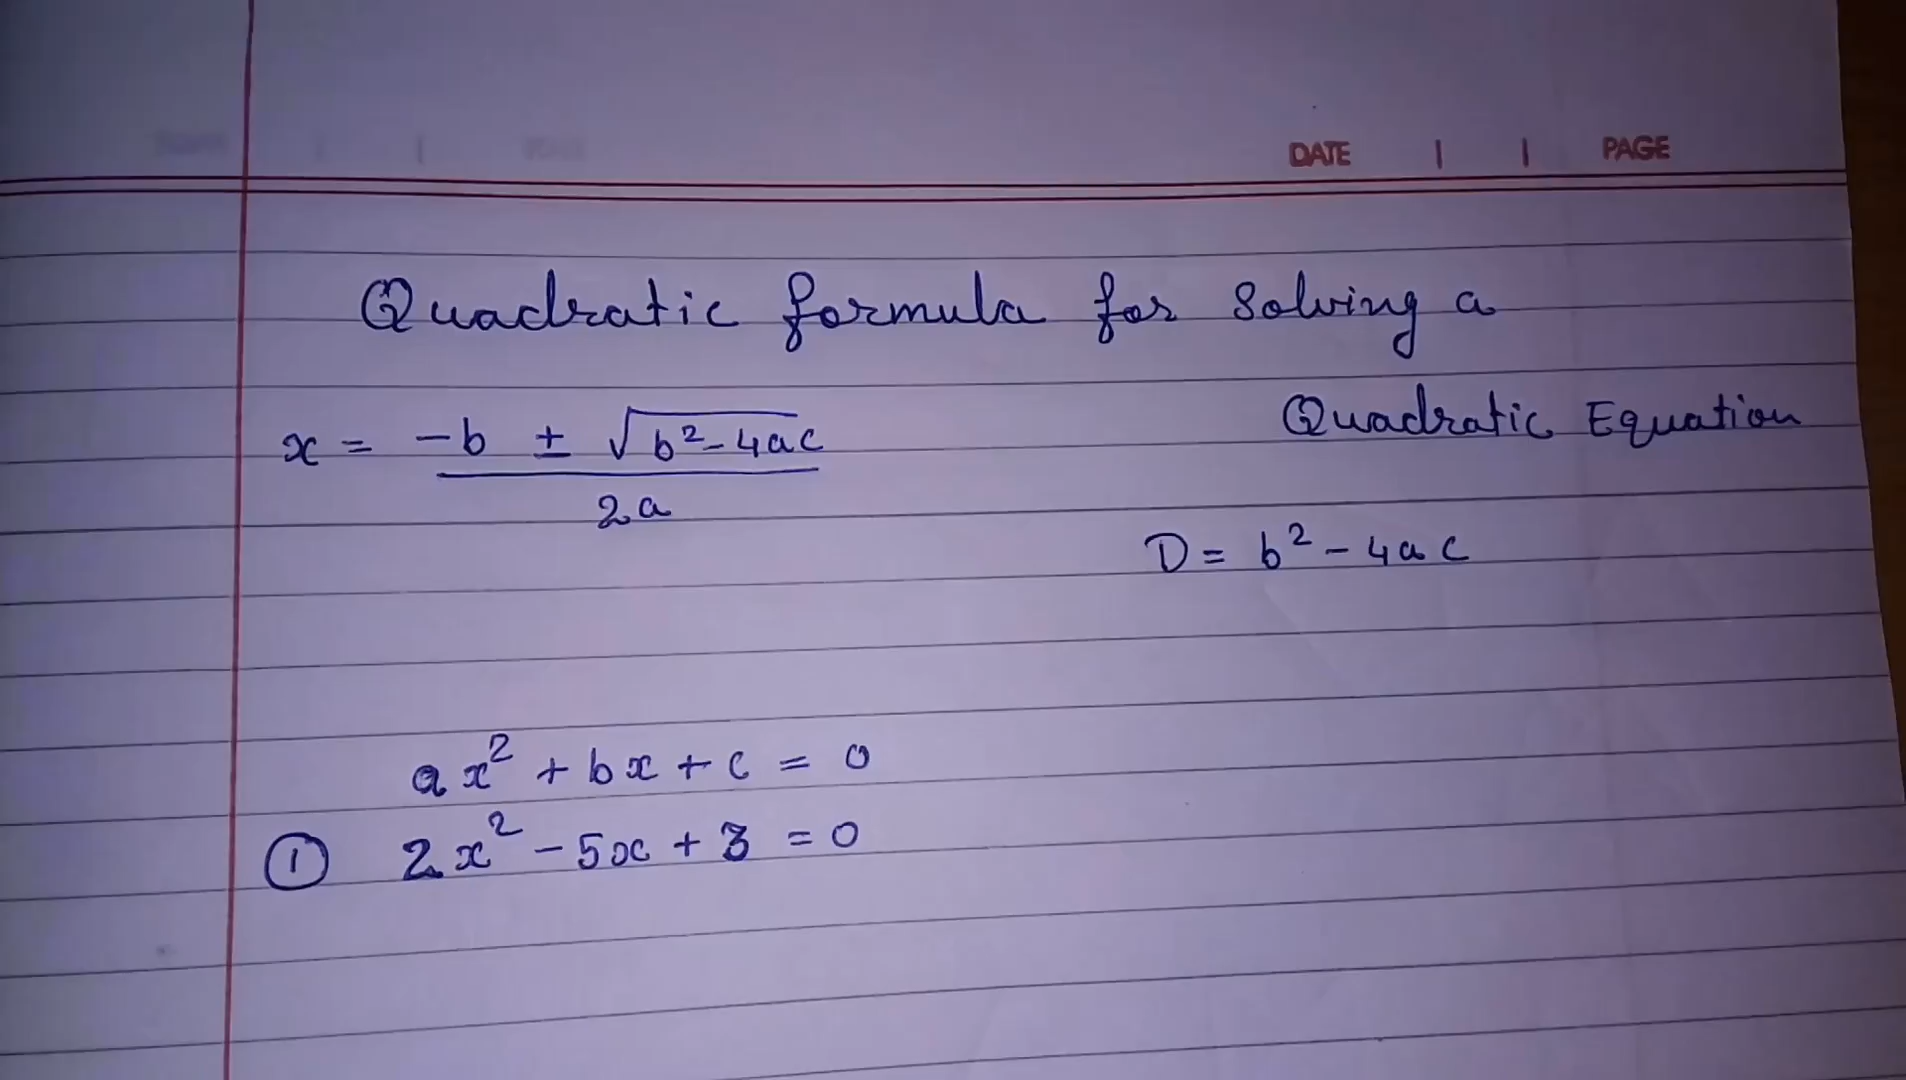 DATE | | PAGE
Quadratic formula for solving a
Quadratic Equation
x = -b ± √b²-4ac
2a
D = b² - 4ac
ax² + bx + c = 0
① 2x² - 5x + 3 = 0